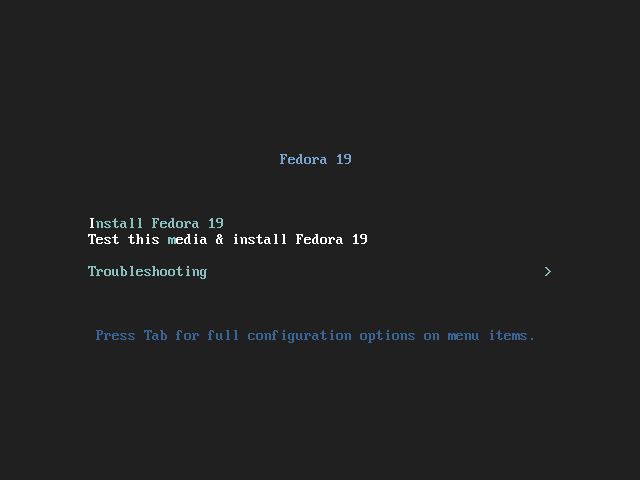 Fedora 19
Install Fedora 19
Test this media & install Fedora 19
Troubleshooting >
Press Tab for full configuration options on menu items.